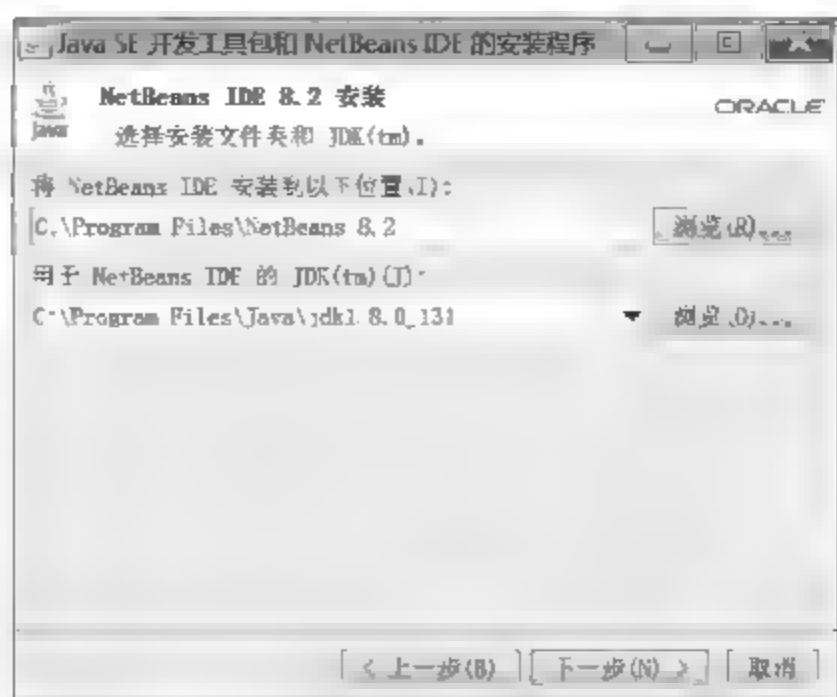 Java SE 开发工具包和 NetBeans IDE 的安装程序
NetBeans IDE 8.2 安装
选择安装文件夹和 JDK(tm).
Java
ORACLE
将 NetBeans IDE 安装到以下位置(I):
C:\Program Files\NetBeans 8.2
浏览(R)...
用于 NetBeans IDE 的 JDK(tm)(J):
C:\Program Files\Java\jdk1.8.0_131
浏览(O)...
< 上一步(B)
下一步(N) >
取消